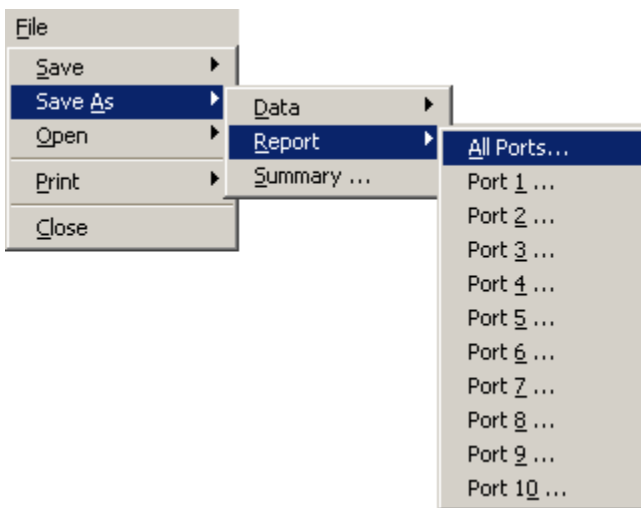 File
Save
Save As
Open
Print
Close
Data
Report
Summary ...
All Ports...
Port 1 ...
Port 2 ...
Port 3 ...
Port 4 ...
Port 5 ...
Port 6 ...
Port 7 ...
Port 8 ...
Port 9 ...
Port 10 ...